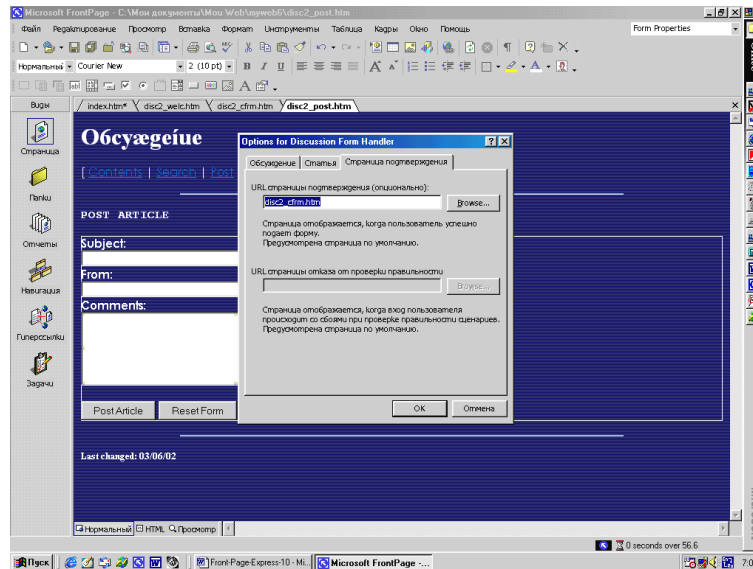 Microsoft FrontPage - C:\Мои документы\Mou Web\myweb6\disc2_post.htm
Файл Редактирование Просмотр Вставка Формат Инструменты Таблица Кадры Окно Помощь
Form Properties
Нормальный Courier New 2 (10 pt)
Виды
index.htm* disc2_welc.htm disc2_cfrm.htm disc2_post.htm
Страница
Папки
Отчеты
Навигация
Гиперссылки
Задачи
Обсуægeíue
[ Contents | Search | Post
POST ARTICLE
Subject:
From:
Comments:
Post Article Reset Form
Last changed: 03/06/02
Options for Discussion Form Handler
Обсуждение Статья Страница подтверждения
URL страницы подтверждения (опционально):
disc2_cfrm.htm Browse...
Страница отображается, когда пользователь успешно
подает форму.
Предусмотрена страница по умолчанию.
URL страницы отказа от проверки правильности
Browse...
Страница отображается, когда вход пользователя
происходит со сбоями при проверке правильности сценариев.
Предусмотрена страница по умолчанию.
OK Отмена
Нормальный HTML Просмотр
0 seconds over 56.6
Пуск Front-Page-Express-10 - Mi... Microsoft FrontPage -...